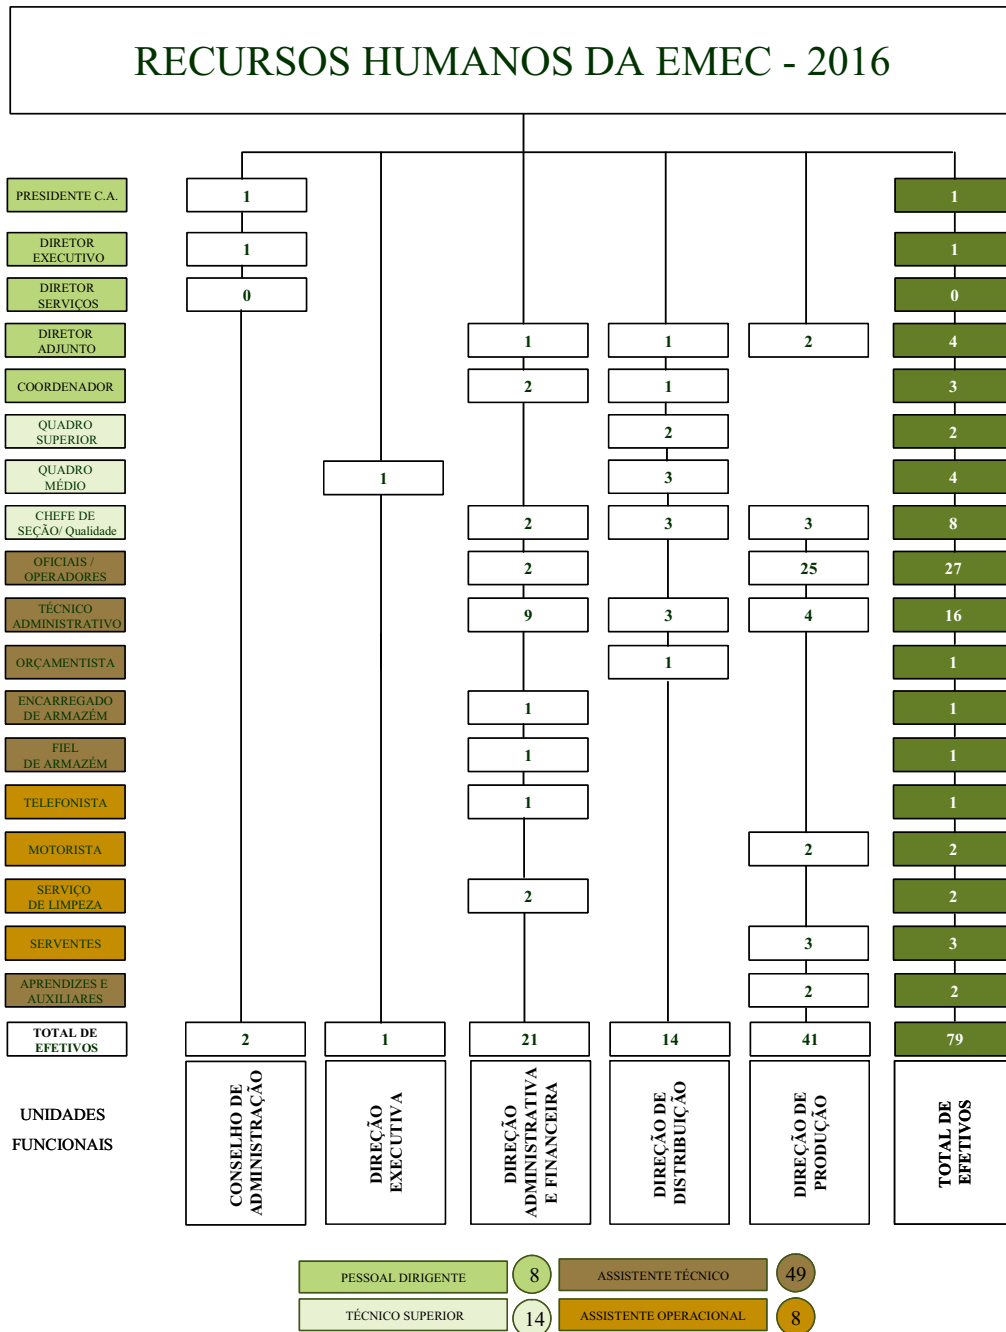 RECURSOS HUMANOS DA EMEC - 2016
PRESIDENTE C.A.
1
1
DIRETOR
EXECUTIVO
1
1
DIRETOR
SERVIÇOS
0
0
DIRETOR
ADJUNTO
1
1
2
4
COORDENADOR
2
1
3
QUADRO
SUPERIOR
2
2
QUADRO
MÉDIO
1
3
4
CHEFE DE
SEÇÃO/ Qualidade
2
3
3
8
OFICIAIS /
OPERADORES
2
25
27
TÉCNICO
ADMINISTRATIVO
9
3
4
16
ORÇAMENTISTA
1
1
ENCARREGADO
DE ARMAZÉM
1
1
FIEL
DE ARMAZÉM
1
1
TELEFONISTA
1
1
MOTORISTA
2
2
SERVIÇO
DE LIMPEZA
2
2
SERVENTES
3
3
APRENDIZES E
AUXILIARES
2
2
TOTAL DE
EFETIVOS
2
1
21
14
41
79
UNIDADES
FUNCIONAIS
CONSELHO DE
ADMINISTRAÇÃO
DIREÇÃO
EXECUTIVA
DIREÇÃO
ADMINISTRATIVA
E FINANCEIRA
DIREÇÃO DE
DISTRIBUIÇÃO
DIREÇÃO DE
PRODUÇÃO
TOTAL DE
EFETIVOS
PESSOAL DIRIGENTE
8
ASSISTENTE TÉCNICO
49
TÉCNICO SUPERIOR
14
ASSISTENTE OPERACIONAL
8